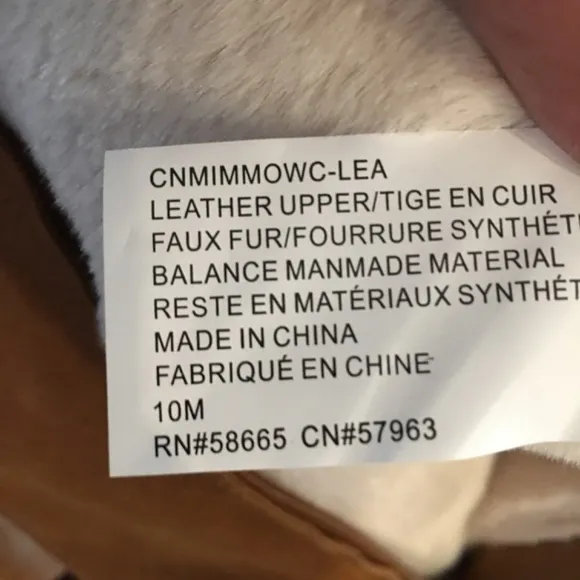 CNMIMMOWC-LEA
LEATHER UPPER/TIGE EN CUIR
FAUX FUR/FOURRURE SYNTHÉT
BALANCE MANMADE MATERIAL
RESTE EN MATÉRIAUX SYNTHÉT
MADE IN CHINA
FABRIQUÉ EN CHINE
10M
RN#58665 CN#57963